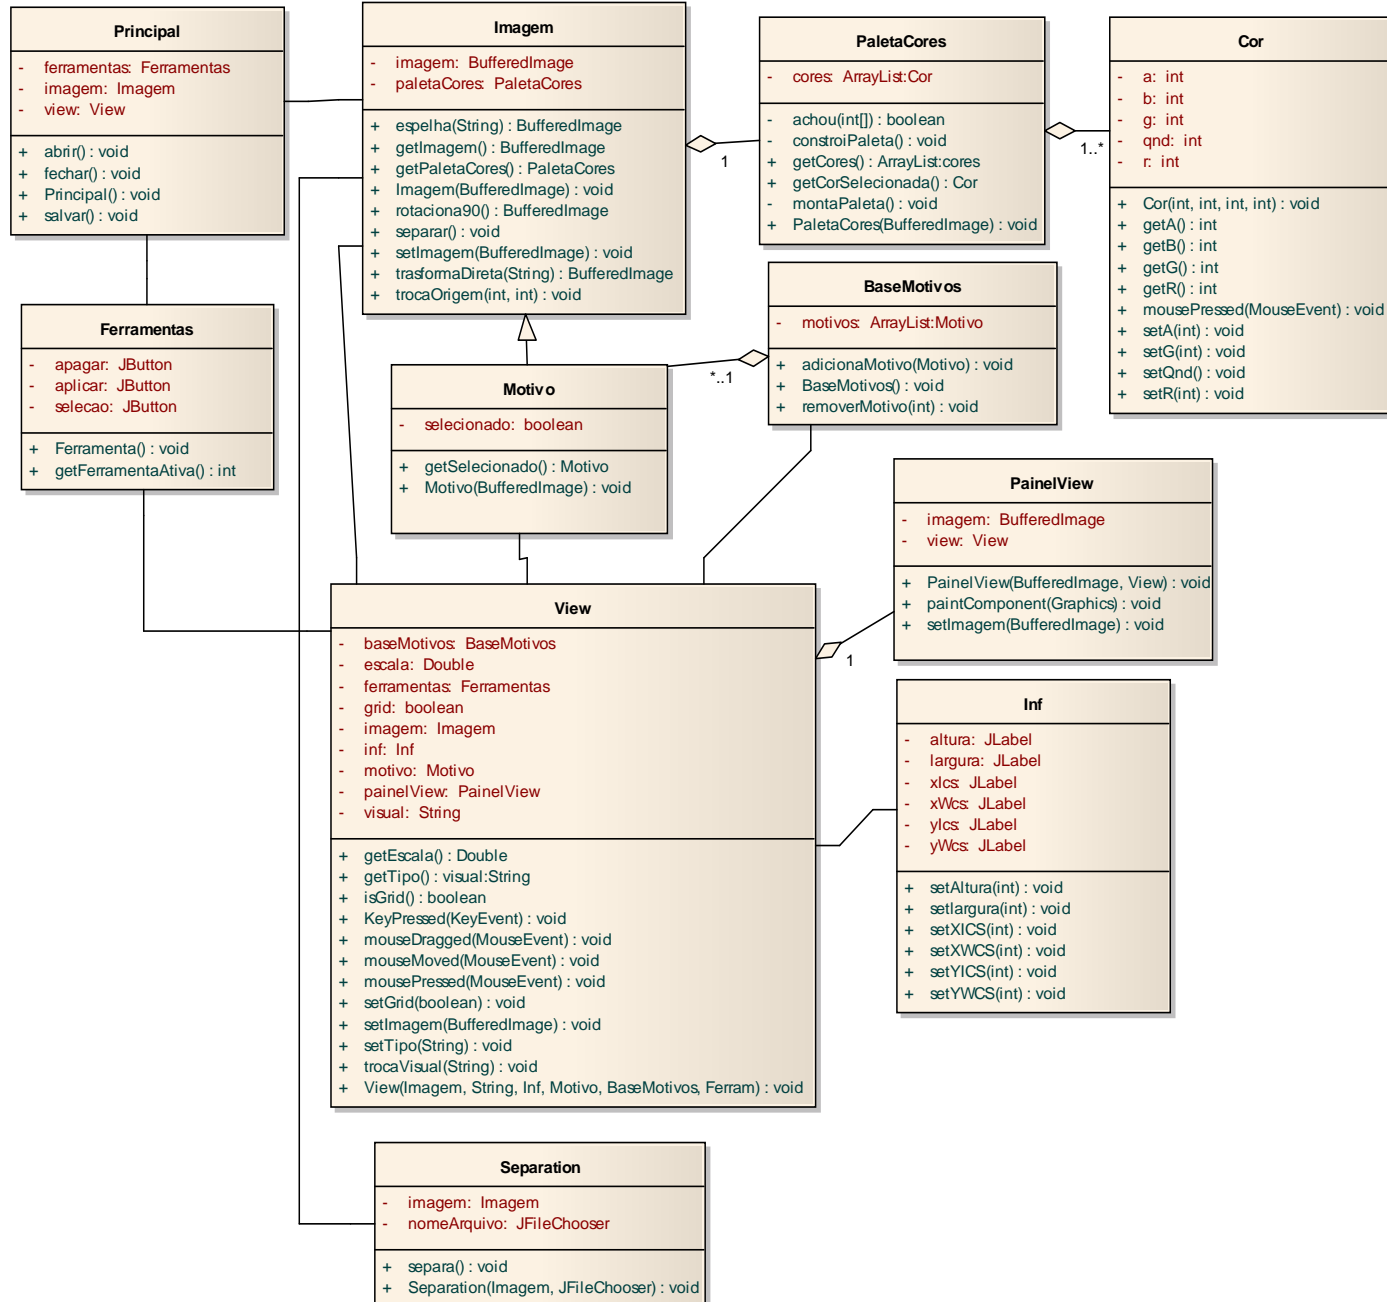 Principal
- ferramentas: Ferramentas
- imagem: Imagem
- view: View
+ abrir() : void
+ fechar() : void
+ Principal() : void
+ salvar() : void
Imagem
- imagem: BufferedImage
- paletaCores: PaletaCores
+ espelha(String) : BufferedImage
+ getImagem() : BufferedImage
+ getPaletaCores() : PaletaCores
+ Imagem(BufferedImage) : void
+ rotaciona90() : BufferedImage
+ separar() : void
+ setImagem(BufferedImage) : void
+ trasformaDireta(String) : BufferedImage
+ trocaOrigem(int, int) : void
1
PaletaCores
- cores: ArrayList:Cor
- achou(int[]) : boolean
- constroiPaleta() : void
+ getCores() : ArrayList:cores
+ getCorSelecionada() : Cor
- montaPaleta() : void
+ PaletaCores(BufferedImage) : void
1..*
Cor
- a: int
- b: int
- g: int
- qnd: int
- r: int
+ Cor(int, int, int, int) : void
+ getA() : int
+ getB() : int
+ getG() : int
+ getR() : int
+ mousePressed(MouseEvent) : void
+ setA(int) : void
+ setG(int) : void
+ setQnd() : void
+ setR(int) : void
Ferramentas
- apagar: JButton
- aplicar: JButton
- selecao: JButton
+ Ferramenta() : void
+ getFerramentaAtiva() : int
Motivo
- selecionado: boolean
+ getSelecionado() : Motivo
+ Motivo(BufferedImage) : void
*..1
BaseMotivos
- motivos: ArrayList:Motivo
+ adicionaMotivo(Motivo) : void
+ BaseMotivos() : void
+ removerMotivo(int) : void
PainelView
- imagem: BufferedImage
- view: View
+ PainelView(BufferedImage, View) : void
+ paintComponent(Graphics) : void
+ setImagem(BufferedImage) : void
View
- baseMotivos: BaseMotivos
- escala: Double
- ferramentas: Ferramentas
- grid: boolean
- imagem: Imagem
- inf: Inf
- motivo: Motivo
- painelView: PainelView
- visual: String
+ getEscala() : Double
+ getTipo() : visual:String
+ isGrid() : boolean
+ KeyPressed(KeyEvent) : void
+ mouseDragged(MouseEvent) : void
+ mouseMoved(MouseEvent) : void
+ mousePressed(MouseEvent) : void
+ setGrid(boolean) : void
+ setImagem(BufferedImage) : void
+ setTipo(String) : void
+ trocaVisual(String) : void
+ View(Imagem, String, Inf, Motivo, BaseMotivos, Ferram) : void
1
Inf
- altura: JLabel
- largura: JLabel
- xIcs: JLabel
- xWcs: JLabel
- yIcs: JLabel
- yWcs: JLabel
+ setAltura(int) : void
+ setlargura(int) : void
+ setXICS(int) : void
+ setXWCS(int) : void
+ setYICS(int) : void
+ setYWCS(int) : void
Separation
- imagem: Imagem
- nomeArquivo: JFileChooser
+ separa() : void
+ Separation(Imagem, JFileChooser) : void